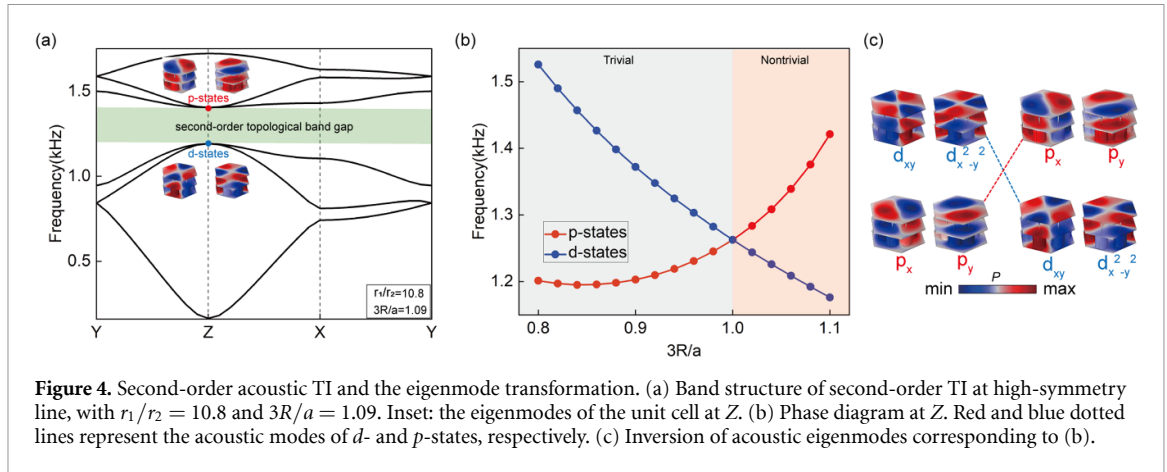 (a)
1.5
1.0
0.5
Frequency(kHz)
p-states
second-order topological band gap
d-states
r₁/r₂=10.8
3R/a=1.09
Y Z X Y
(b)
Trivial Nontrivial
1.5
1.4
1.3
1.2
Frequency(kHz)
p-states
d-states
0.8 0.9 1.0 1.1
3R/a
(c)
dxy dx²-y² px py
px py dxy dx²-y²
P
min max
Figure 4. Second-order acoustic TI and the eigenmode transformation. (a) Band structure of second-order TI at high-symmetry
line, with r₁/r₂ = 10.8 and 3R/a = 1.09. Inset: the eigenmodes of the unit cell at Z. (b) Phase diagram at Z. Red and blue dotted
lines represent the acoustic modes of d- and p-states, respectively. (c) Inversion of acoustic eigenmodes corresponding to (b).